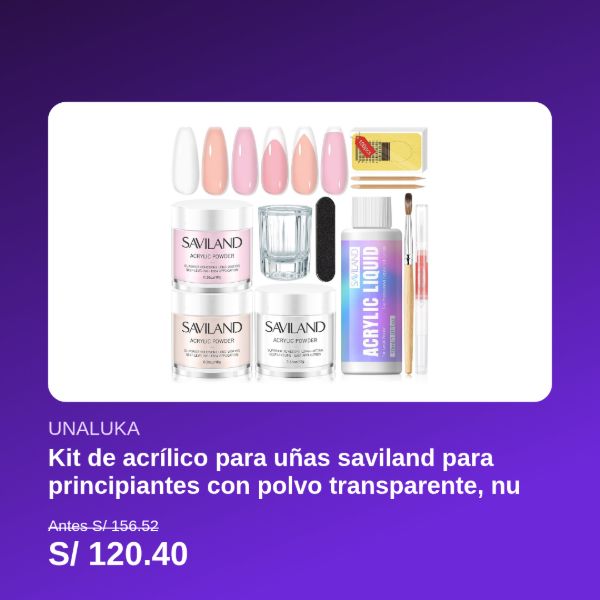 SAVILAND
ACRYLIC POWDER
SAVILAND
ACRYLIC POWDER
SAVILAND
ACRYLIC POWDER
SAVILAND
ACRYLIC LIQUID
UNALUKA
Kit de acrílico para uñas saviland para
principiantes con polvo transparente, nu
Antes S/ 156.52
S/ 120.40